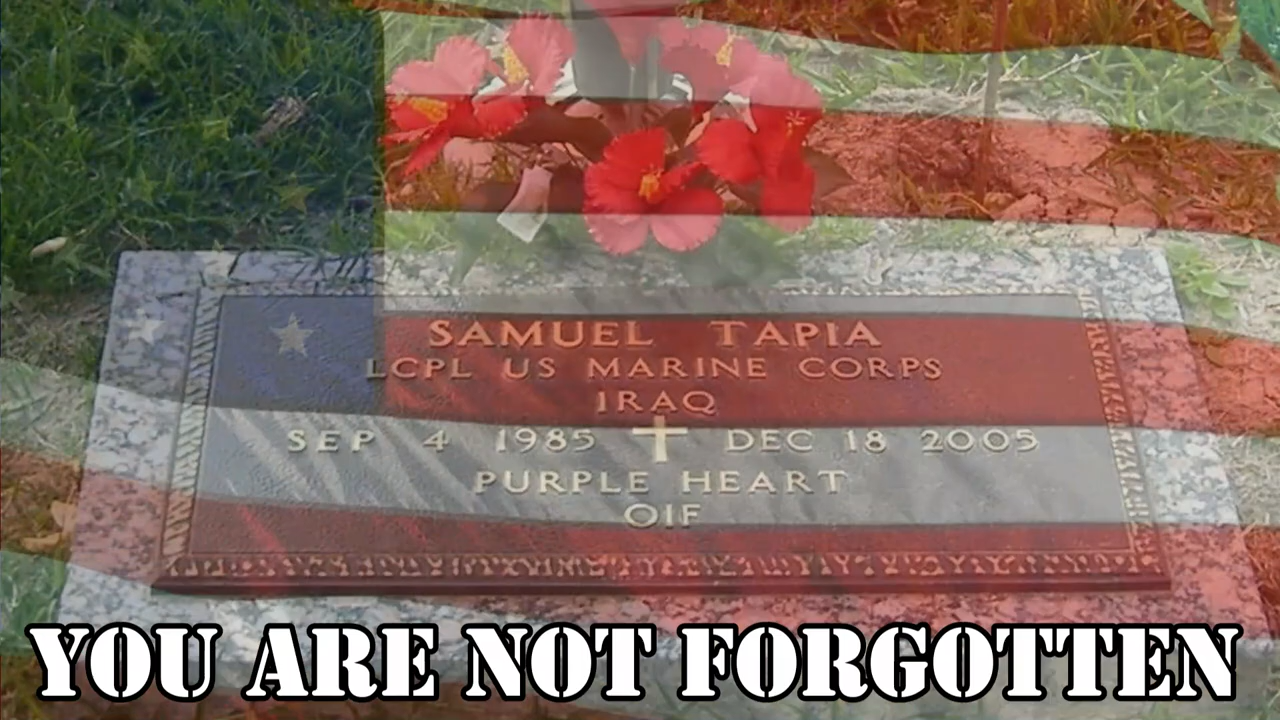 SAMUEL TAPIA
LCPL US MARINE CORPS
IRAQ
SEP 4 1985 DEC 18 2005
PURPLE HEART
OIF
YOU ARE NOT FORGOTTEN